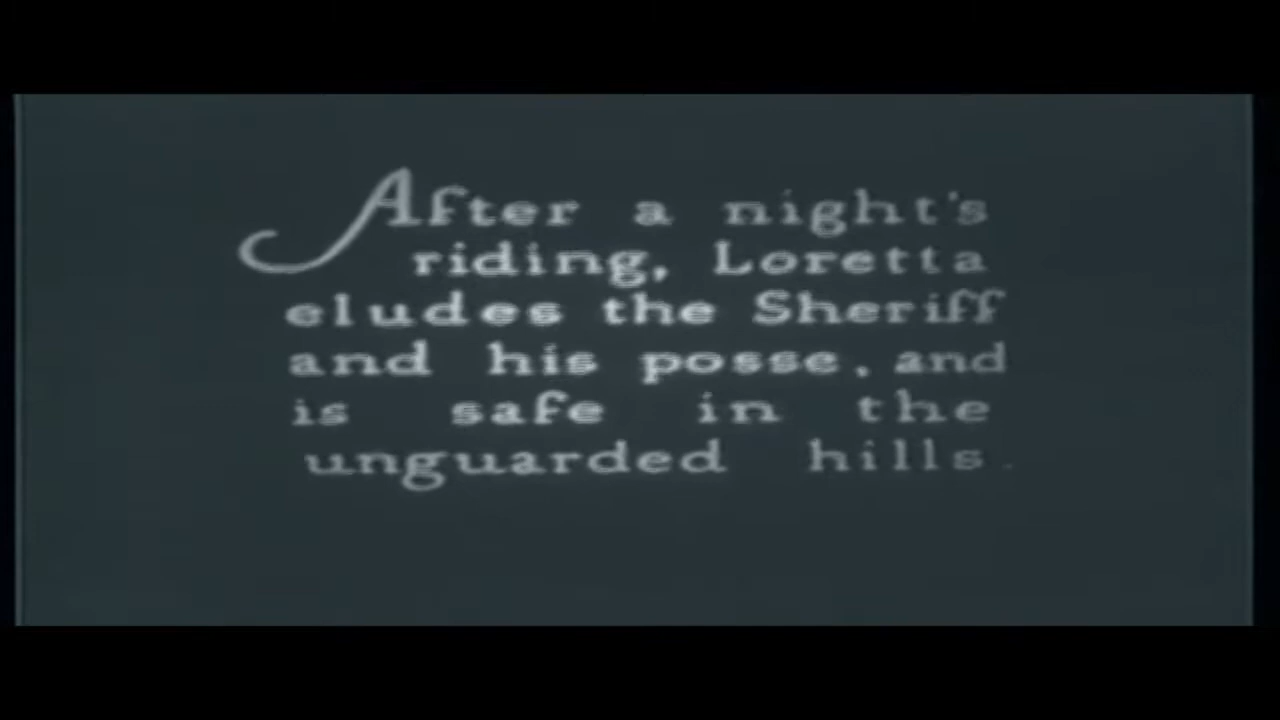 After a night's
riding, Loretta
eludes the Sheriff
and his posse, and
is safe in the
unguarded hills.